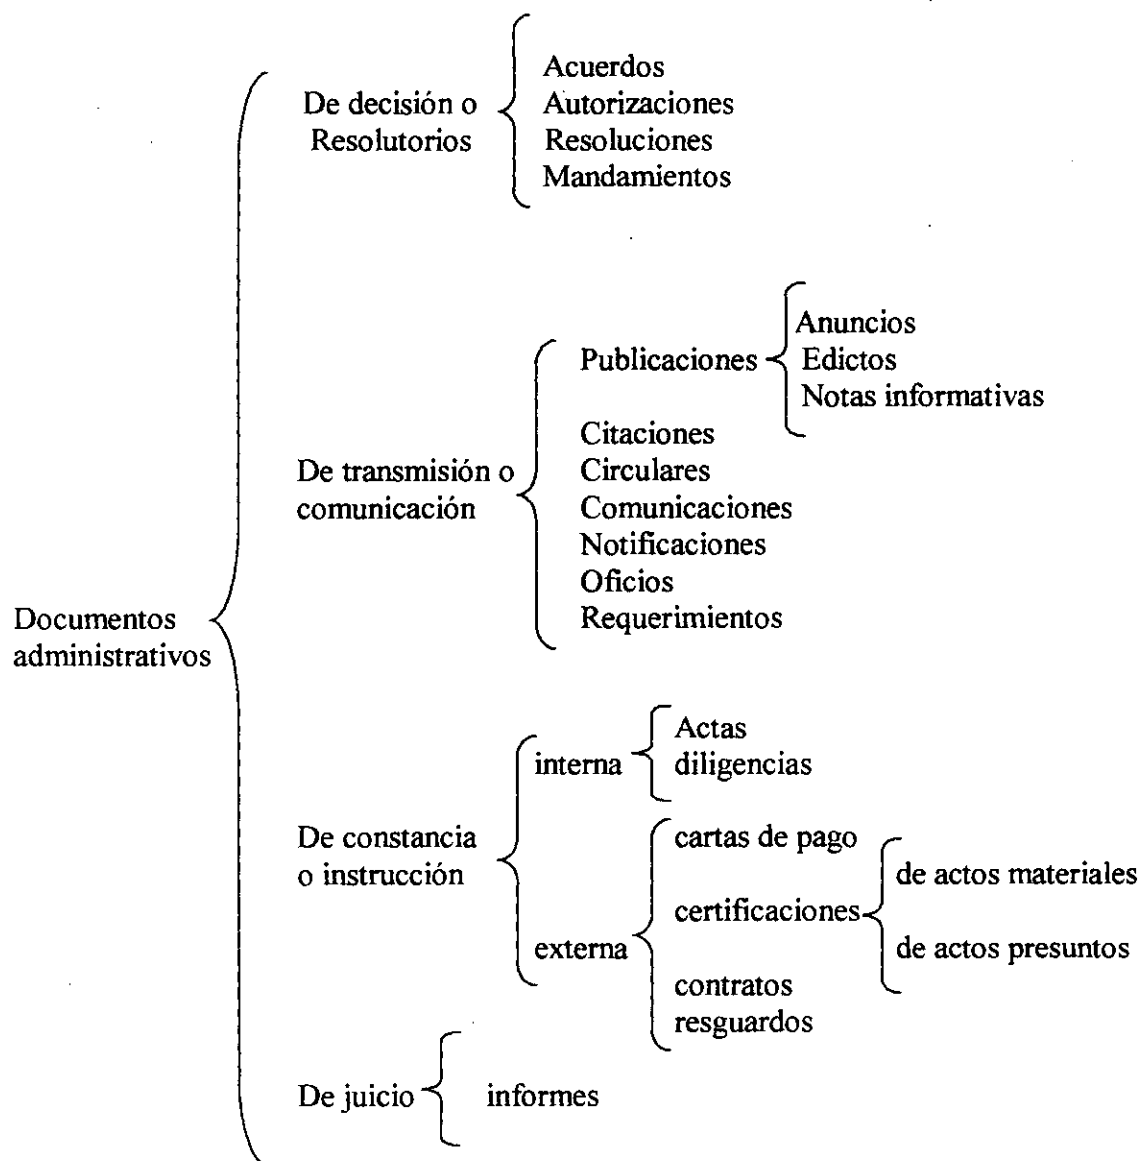 Documentos
administrativos
De decisión o
Resolutorios
Acuerdos
Autorizaciones
Resoluciones
Mandamientos
De transmisión o
comunicación
Publicaciones
Anuncios
Edictos
Notas informativas
Citaciones
Circulares
Comunicaciones
Notificaciones
Oficios
Requerimientos
De constancia
o instrucción
interna
Actas
diligencias
externa
cartas de pago
certificaciones
de actos materiales
de actos presuntos
contratos
resguardos
De juicio
informes